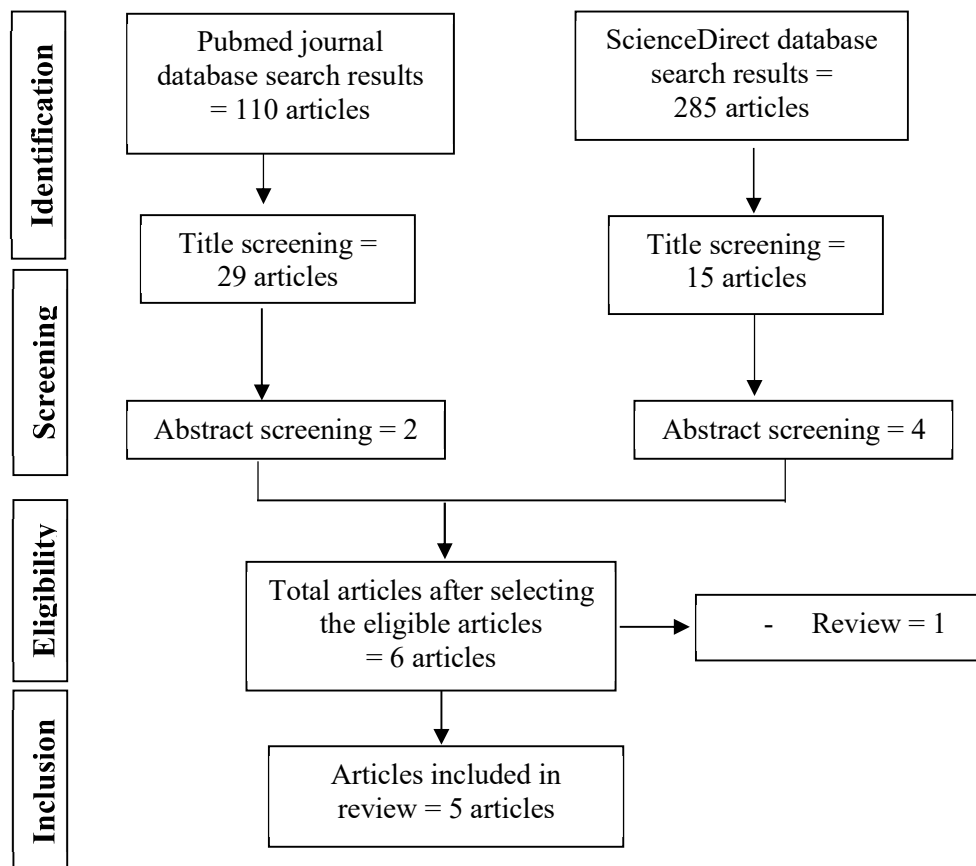 Identification
Pubmed journal
database search results
= 110 articles
ScienceDirect database
search results =
285 articles
Title screening =
29 articles
Title screening =
15 articles
Screening
Abstract screening = 2
Abstract screening = 4
Eligibility
Total articles after selecting
the eligible articles
= 6 articles
- Review = 1
Inclusion
Articles included in
review = 5 articles